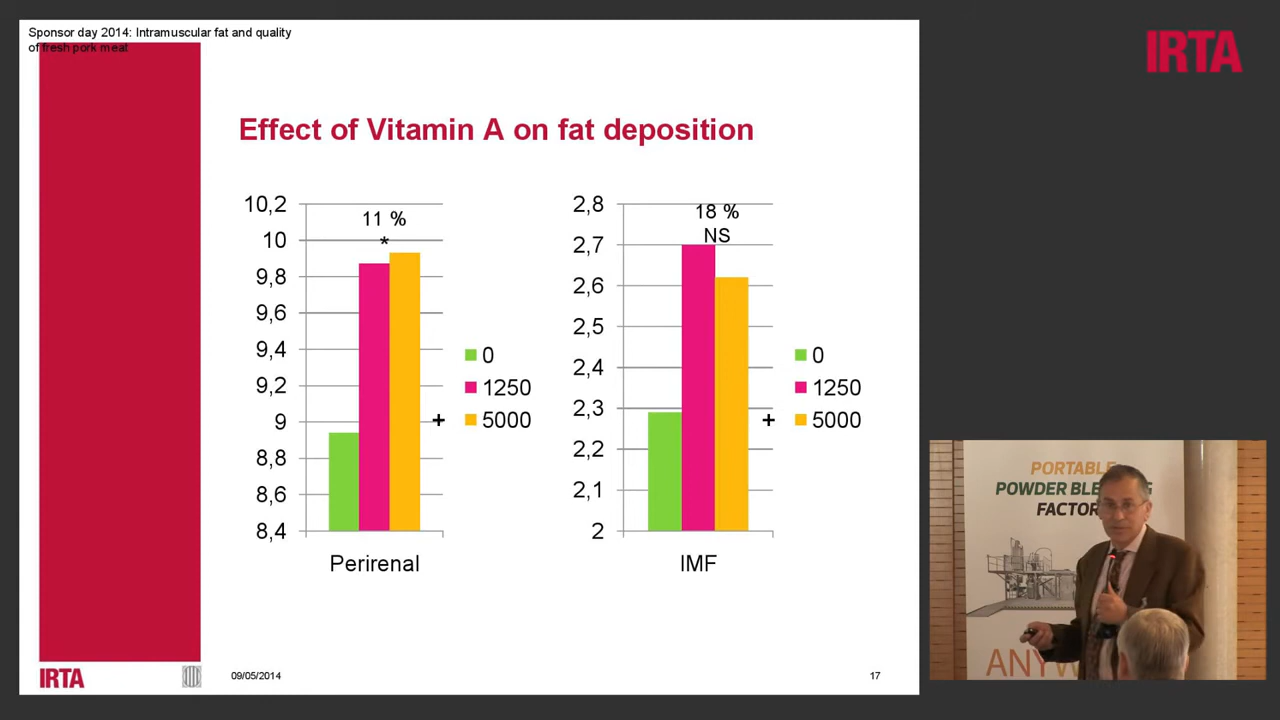 Sponsor day 2014: Intramuscular fat and quality
of fresh pork meat
IRTA
Effect of Vitamin A on fat deposition
10,2
10
9,8
9,6
9,4
9,2
9
8,8
8,6
8,4
11 %
*
Perirenal
+
0
1250
5000
2,8
2,7
2,6
2,5
2,4
2,3
2,2
2,1
2
18 %
NS
IMF
+
0
1250
5000
PORTABLE
POWDER
FACTOR
IRTA
09/05/2014
17